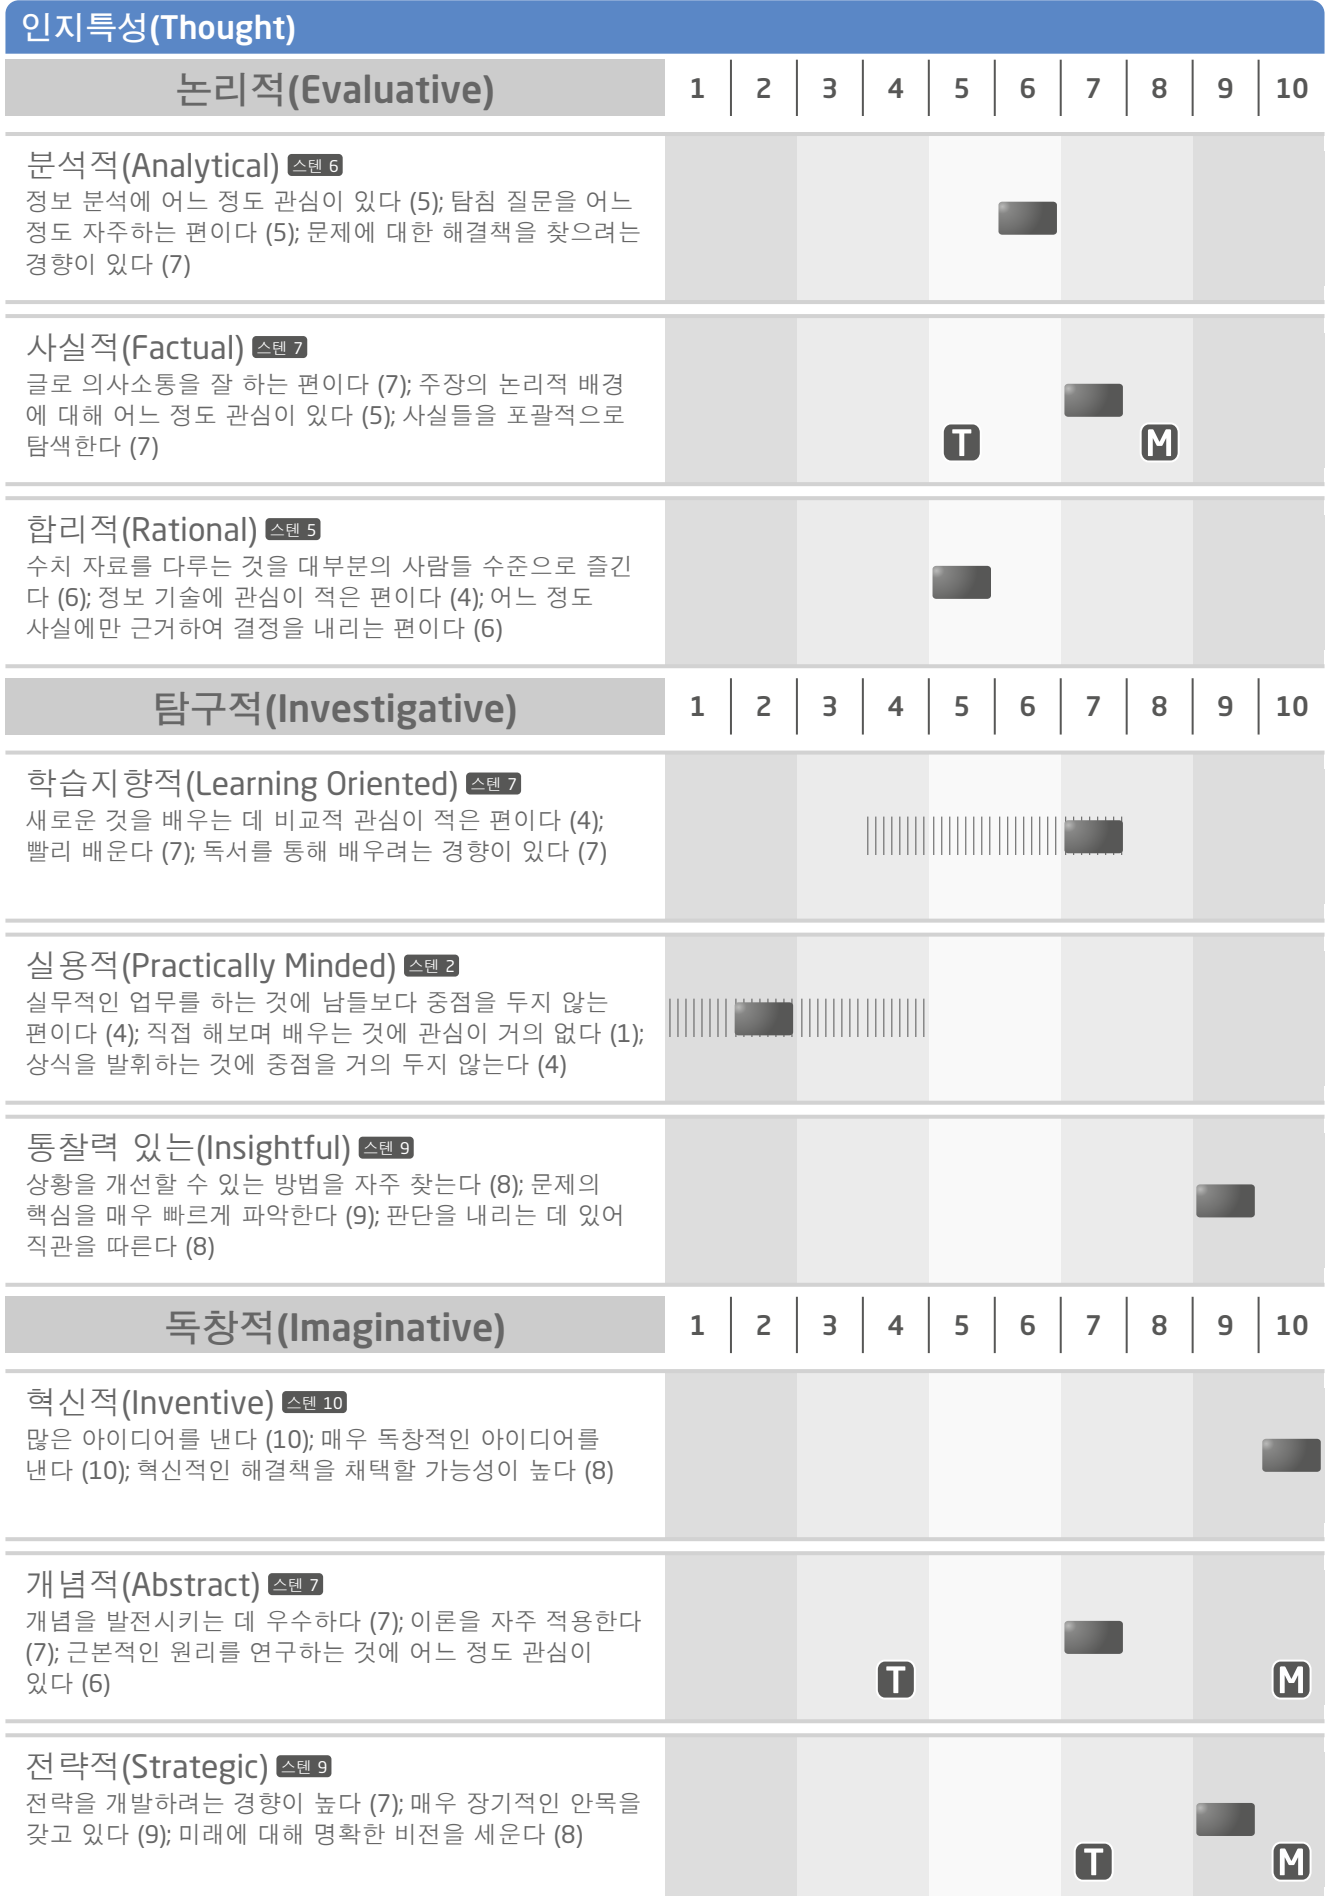 인지특성(Thought)
논리적(Evaluative) 1 2 3 4 5 6 7 8 9 10
분석적(Analytical) 스텐 6
정보 분석에 어느 정도 관심이 있다 (5); 탐침 질문을 어느
정도 자주하는 편이다 (5); 문제에 대한 해결책을 찾으려는
경향이 있다 (7)
사실적(Factual) 스텐 7
글로 의사소통을 잘 하는 편이다 (7); 주장의 논리적 배경
에 대해 어느 정도 관심이 있다 (5); 사실들을 포괄적으로
탐색한다 (7)
T M
합리적(Rational) 스텐 5
수치 자료를 다루는 것을 대부분의 사람들 수준으로 즐긴
다 (6); 정보 기술에 관심이 적은 편이다 (4); 어느 정도
사실에만 근거하여 결정을 내리는 편이다 (6)
탐구적(Investigative) 1 2 3 4 5 6 7 8 9 10
학습지향적(Learning Oriented) 스텐 7
새로운 것을 배우는 데 비교적 관심이 적은 편이다 (4);
빨리 배운다 (7); 독서를 통해 배우려는 경향이 있다 (7)
실용적(Practically Minded) 스텐 2
실무적인 업무를 하는 것에 남들보다 중점을 두지 않는
편이다 (4); 직접 해보며 배우는 것에 관심이 거의 없다 (1);
상식을 발휘하는 것에 중점을 거의 두지 않는다 (4)
통찰력 있는(Insightful) 스텐 9
상황을 개선할 수 있는 방법을 자주 찾는다 (8); 문제의
핵심을 매우 빠르게 파악한다 (9); 판단을 내리는 데 있어
직관을 따른다 (8)
독창적(Imaginative) 1 2 3 4 5 6 7 8 9 10
혁신적(Inventive) 스텐 10
많은 아이디어를 낸다 (10); 매우 독창적인 아이디어를
낸다 (10); 혁신적인 해결책을 채택할 가능성이 높다 (8)
개념적(Abstract) 스텐 7
개념을 발전시키는 데 우수하다 (7); 이론을 자주 적용한다
(7); 근본적인 원리를 연구하는 것에 어느 정도 관심이
있다 (6)
T M
전략적(Strategic) 스텐 9
전략을 개발하려는 경향이 높다 (7); 매우 장기적인 안목을
갖고 있다 (9); 미래에 대해 명확한 비전을 세운다 (8)
T M